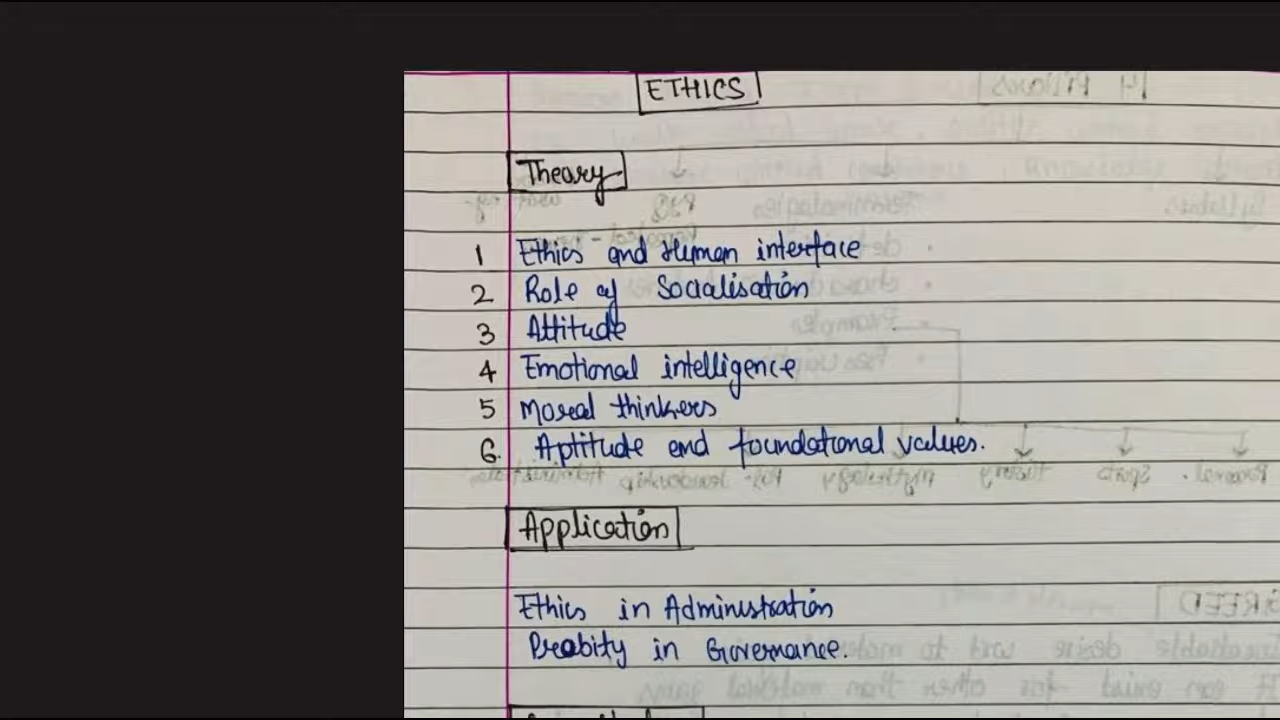 ETHICS
Theory
1 Ethics and Human interface
2 Role of Socialisation
3 Attitude
4 Emotional intelligence
5 Moral thinkers
6. Aptitude and foundational values.
Application
Ethics in Administration
Probity in Governance.